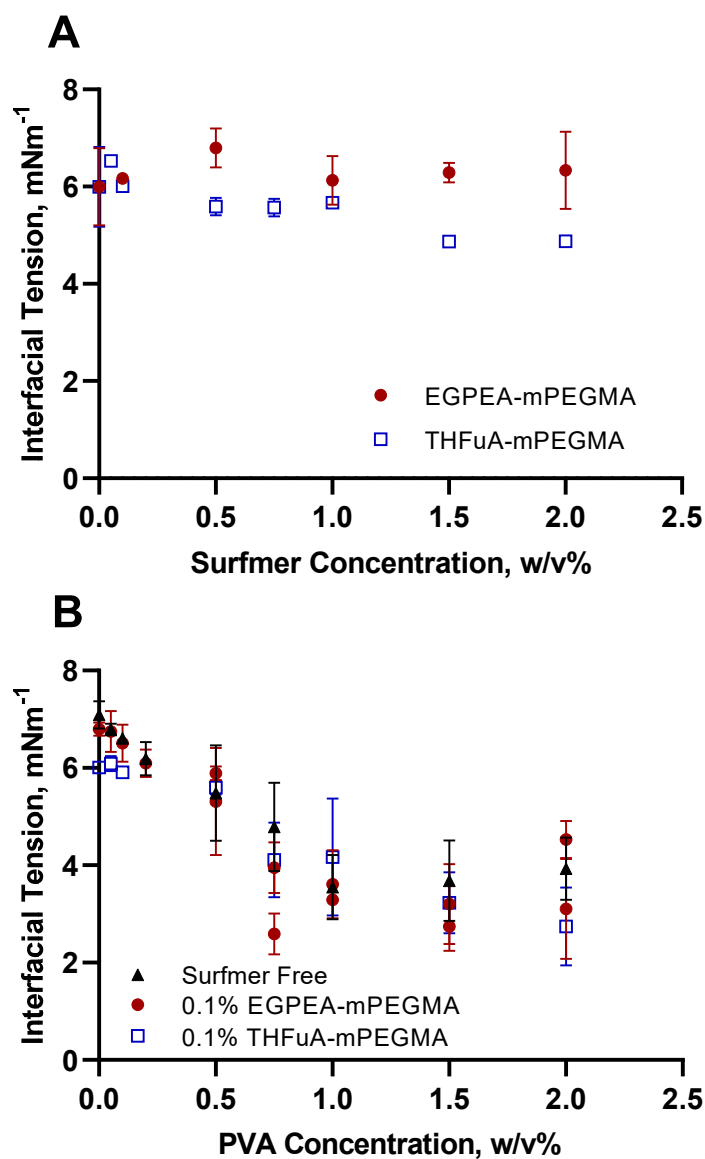 A
Interfacial Tension, mNm-1
8
6
4
2
0
EGPEA-mPEGMA
THFuA-mPEGMA
0.0 0.5 1.0 1.5 2.0 2.5
Surfmer Concentration, w/v%
B
Interfacial Tension, mNm-1
8
6
4
2
0
Surfmer Free
0.1% EGPEA-mPEGMA
0.1% THFuA-mPEGMA
0.0 0.5 1.0 1.5 2.0 2.5
PVA Concentration, w/v%